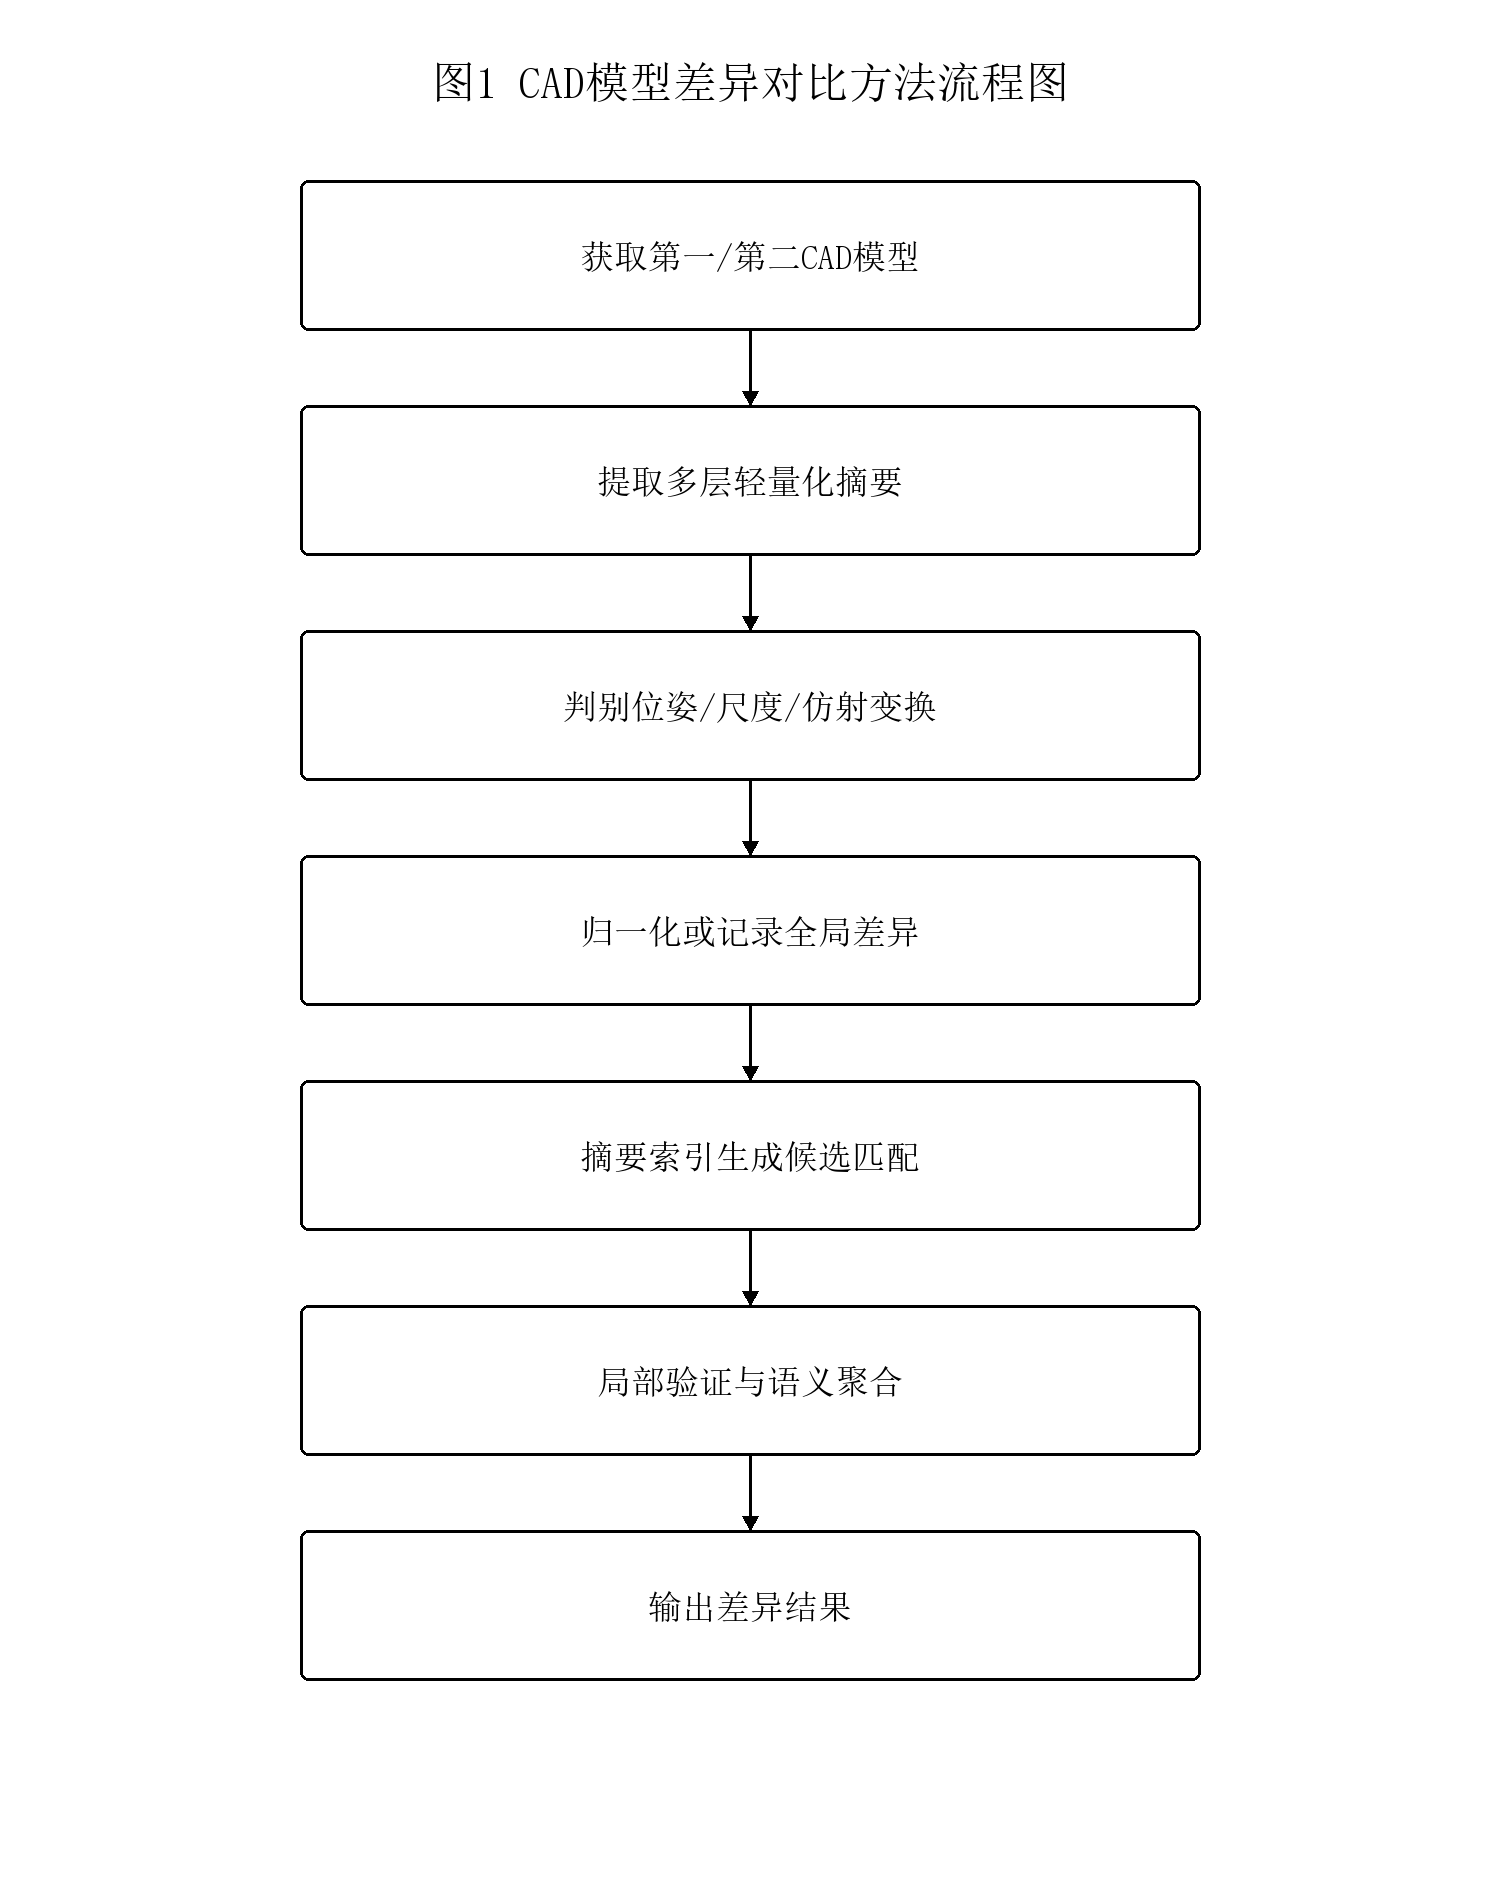 图1 CAD模型差异对比方法流程图
获取第一/第二CAD模型
提取多层轻量化摘要
判别位姿/尺度/仿射变换
归一化或记录全局差异
摘要索引生成候选匹配
局部验证与语义聚合
输出差异结果